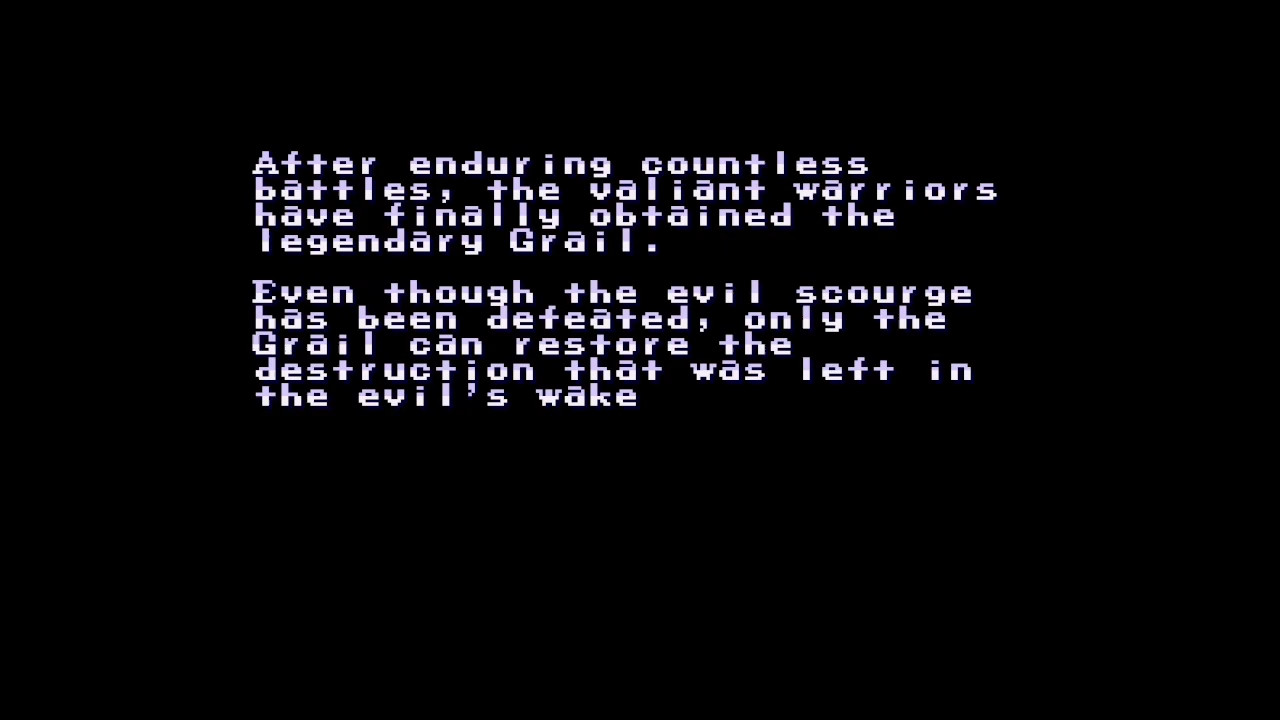 After enduring countless
battles, the valiant warriors
have finally obtained the
legendary Grail.
Even though the evil scourge
has been defeated, only the
Grail can restore the
destruction that was left in
the evil's wake